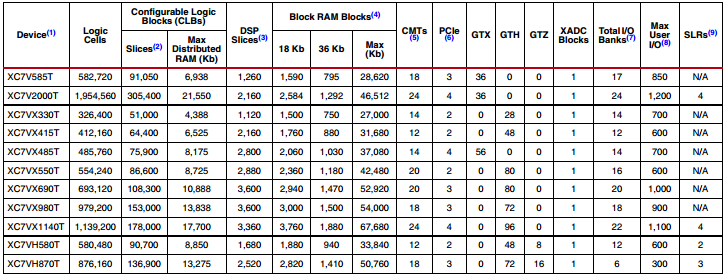 Device(1) Logic Cells Configurable Logic Blocks (CLBs) DSP Slices(3) Block RAM Blocks(4) CMTs (5) PCIe (6) GTX GTH GTZ XADC Blocks Total I/O Banks(7) Max User I/O(8) SLRs(9)
Slices(2) Max Distributed RAM (Kb) 18 Kb 36 Kb Max (Kb)
XC7V585T 582,720 91,050 6,938 1,260 1,590 795 28,620 18 3 36 0 0 1 17 850 N/A
XC7V2000T 1,954,560 305,400 21,550 2,160 2,584 1,292 46,512 24 4 36 0 0 1 24 1,200 4
XC7VX330T 326,400 51,000 4,388 1,120 1,500 750 27,000 14 2 0 28 0 1 14 700 N/A
XC7VX415T 412,160 64,400 6,525 2,160 1,760 880 31,680 12 2 0 48 0 1 12 600 N/A
XC7VX485T 485,760 75,900 8,175 2,800 2,060 1,030 37,080 14 4 56 0 0 1 14 700 N/A
XC7VX550T 554,240 86,600 8,725 2,880 2,360 1,180 42,480 20 2 0 80 0 1 16 600 N/A
XC7VX690T 693,120 108,300 10,888 3,600 2,940 1,470 52,920 20 3 0 80 0 1 20 1,000 N/A
XC7VX980T 979,200 153,000 13,838 3,600 3,000 1,500 54,000 18 3 0 72 0 1 18 900 N/A
XC7VX1140T 1,139,200 178,000 17,700 3,360 3,760 1,880 67,680 24 4 0 96 0 1 22 1,100 4
XC7VH580T 580,480 90,700 8,850 1,680 1,880 940 33,840 12 2 0 48 8 1 12 600 2
XC7VH870T 876,160 136,900 13,275 2,520 2,820 1,410 50,760 18 3 0 72 16 1 6 300 3